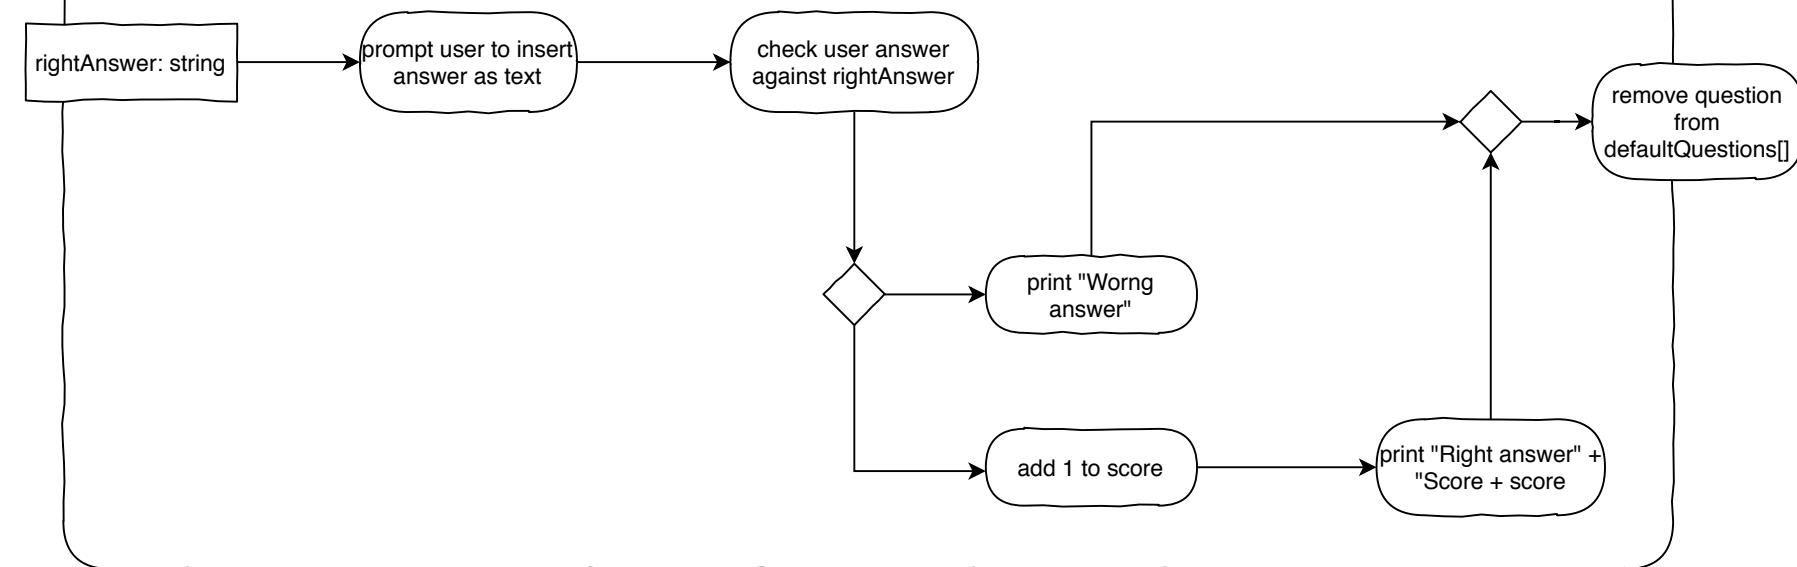 rightAnswer: string
prompt user to insert
answer as text
check user answer
against rightAnswer
remove question
from
defaultQuestions[]
print "Worng
answer"
add 1 to score
print "Right answer" +
"Score + score